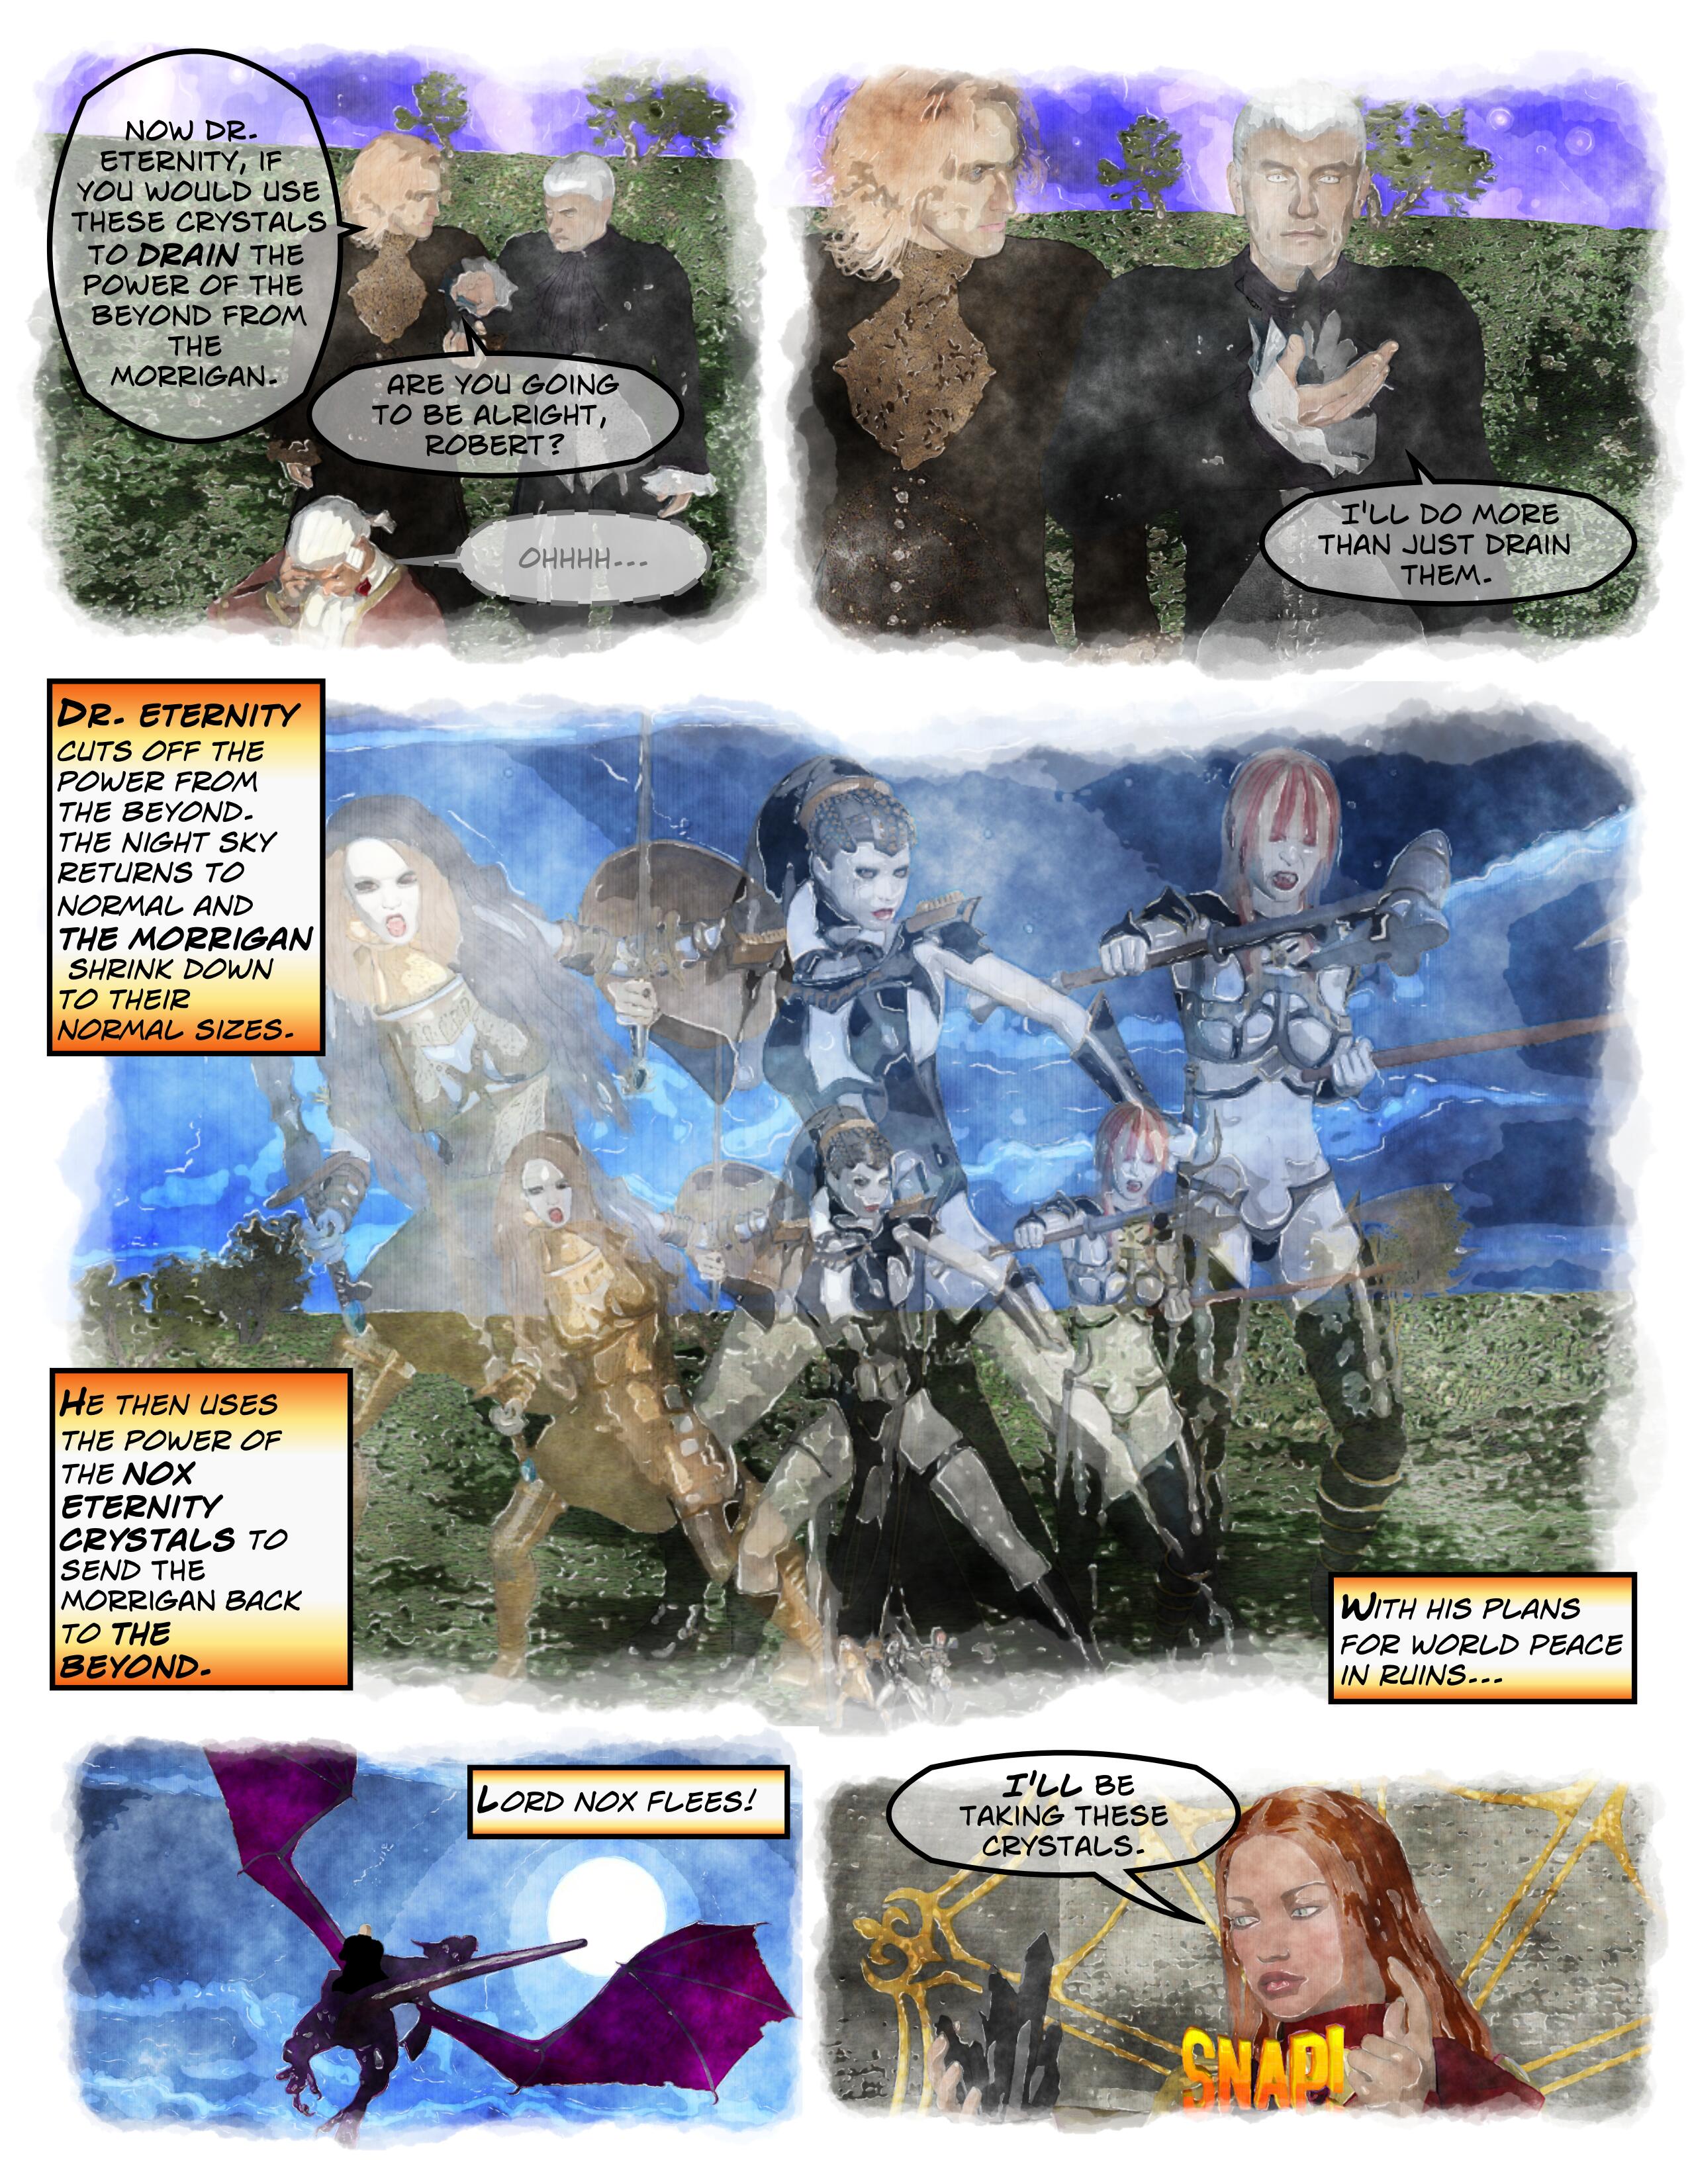 NOW DR.
ETERNITY, IF
YOU WOULD USE
THESE CRYSTALS
TO DRAIN THE
POWER OF THE
BEYOND FROM
THE
MORRIGAN.
ARE YOU GOING
TO BE ALRIGHT,
ROBERT?
OHHHH...
I'LL DO MORE
THAN JUST DRAIN
THEM.
DR. ETERNITY
CUTS OFF THE
POWER FROM
THE BEYOND.
THE NIGHT SKY
RETURNS TO
NORMAL AND
THE MORRIGAN
SHRINK DOWN
TO THEIR
NORMAL SIZES.
HE THEN USES
THE POWER OF
THE NOX
ETERNITY
CRYSTALS TO
SEND THE
MORRIGAN BACK
TO THE
BEYOND.
WITH HIS PLANS
FOR WORLD PEACE
IN RUINS...
LORD NOX FLEES!
I'LL BE
TAKING THESE
CRYSTALS.
SNAP!